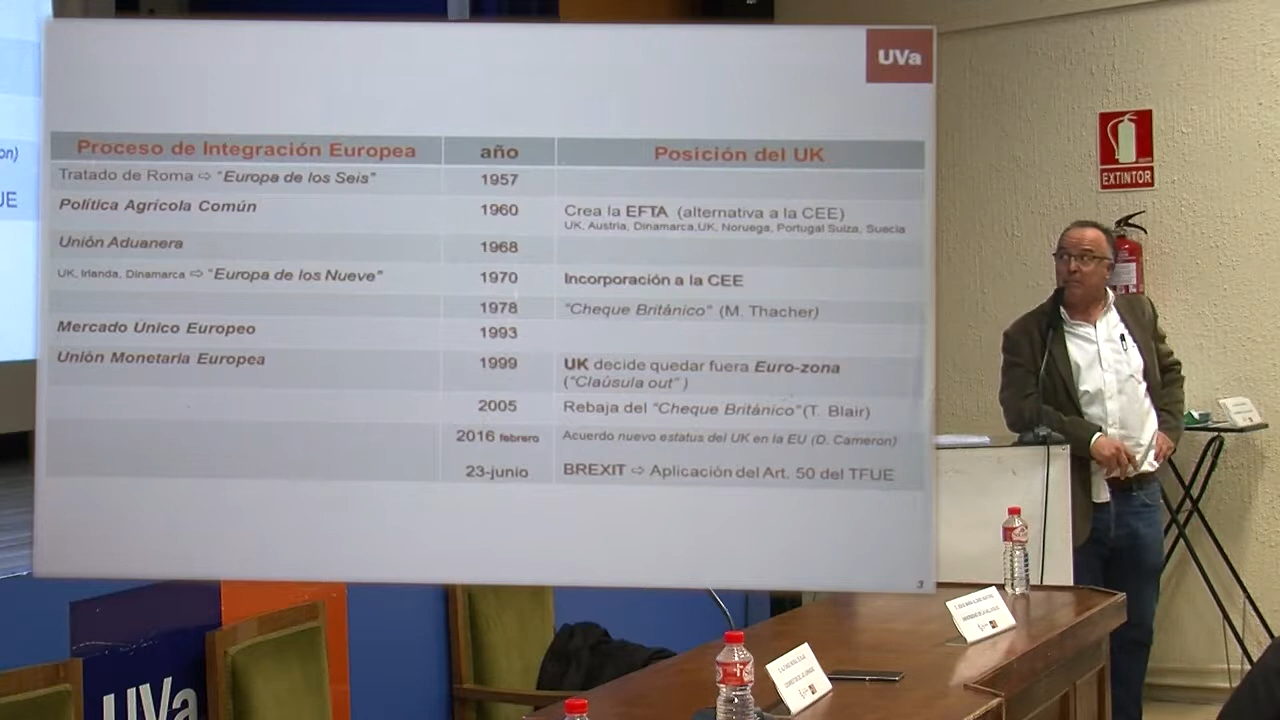 UVa
Proceso de Integración Europea año Posición del UK
Tratado de Roma ⇨ "Europa de los Seis" 1957
Política Agrícola Común 1960 Crea la EFTA (alternativa a la CEE)
UK, Austria, Dinamarca,UK, Noruega, Portugal Suiza, Suecia
Unión Aduanera 1968
UK, Irlanda, Dinamarca ⇨ "Europa de los Nueve" 1970 Incorporación a la CEE
1978 "Cheque Británico" (M. Thacher)
Mercado Único Europeo 1993
Unión Monetaria Europea 1999 UK decide quedar fuera Euro-zona
("Claúsula out" )
2005 Rebaja del "Cheque Británico"(T. Blair)
2016 febrero Acuerdo nuevo estatus del UK en la EU (D. Cameron)
23-junio BREXIT ⇨ Aplicación del Art. 50 del TFUE
3
on)
UE
EXTINTOR
UVa